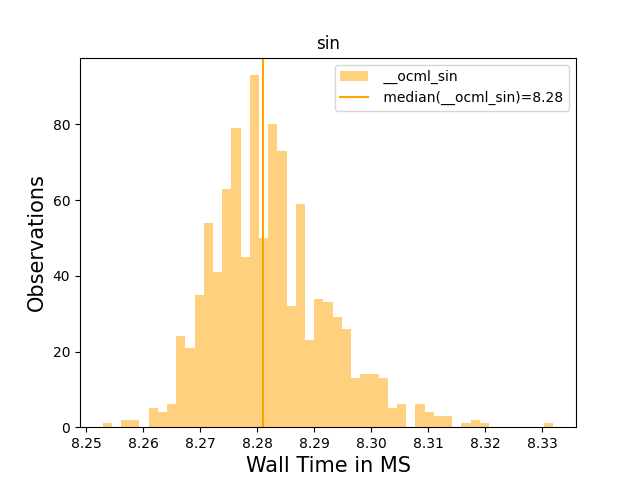 sin
__ocml_sin
median(__ocml_sin)=8.28
Observations
80
60
40
20
0
8.25 8.26 8.27 8.28 8.29 8.30 8.31 8.32 8.33
Wall Time in MS